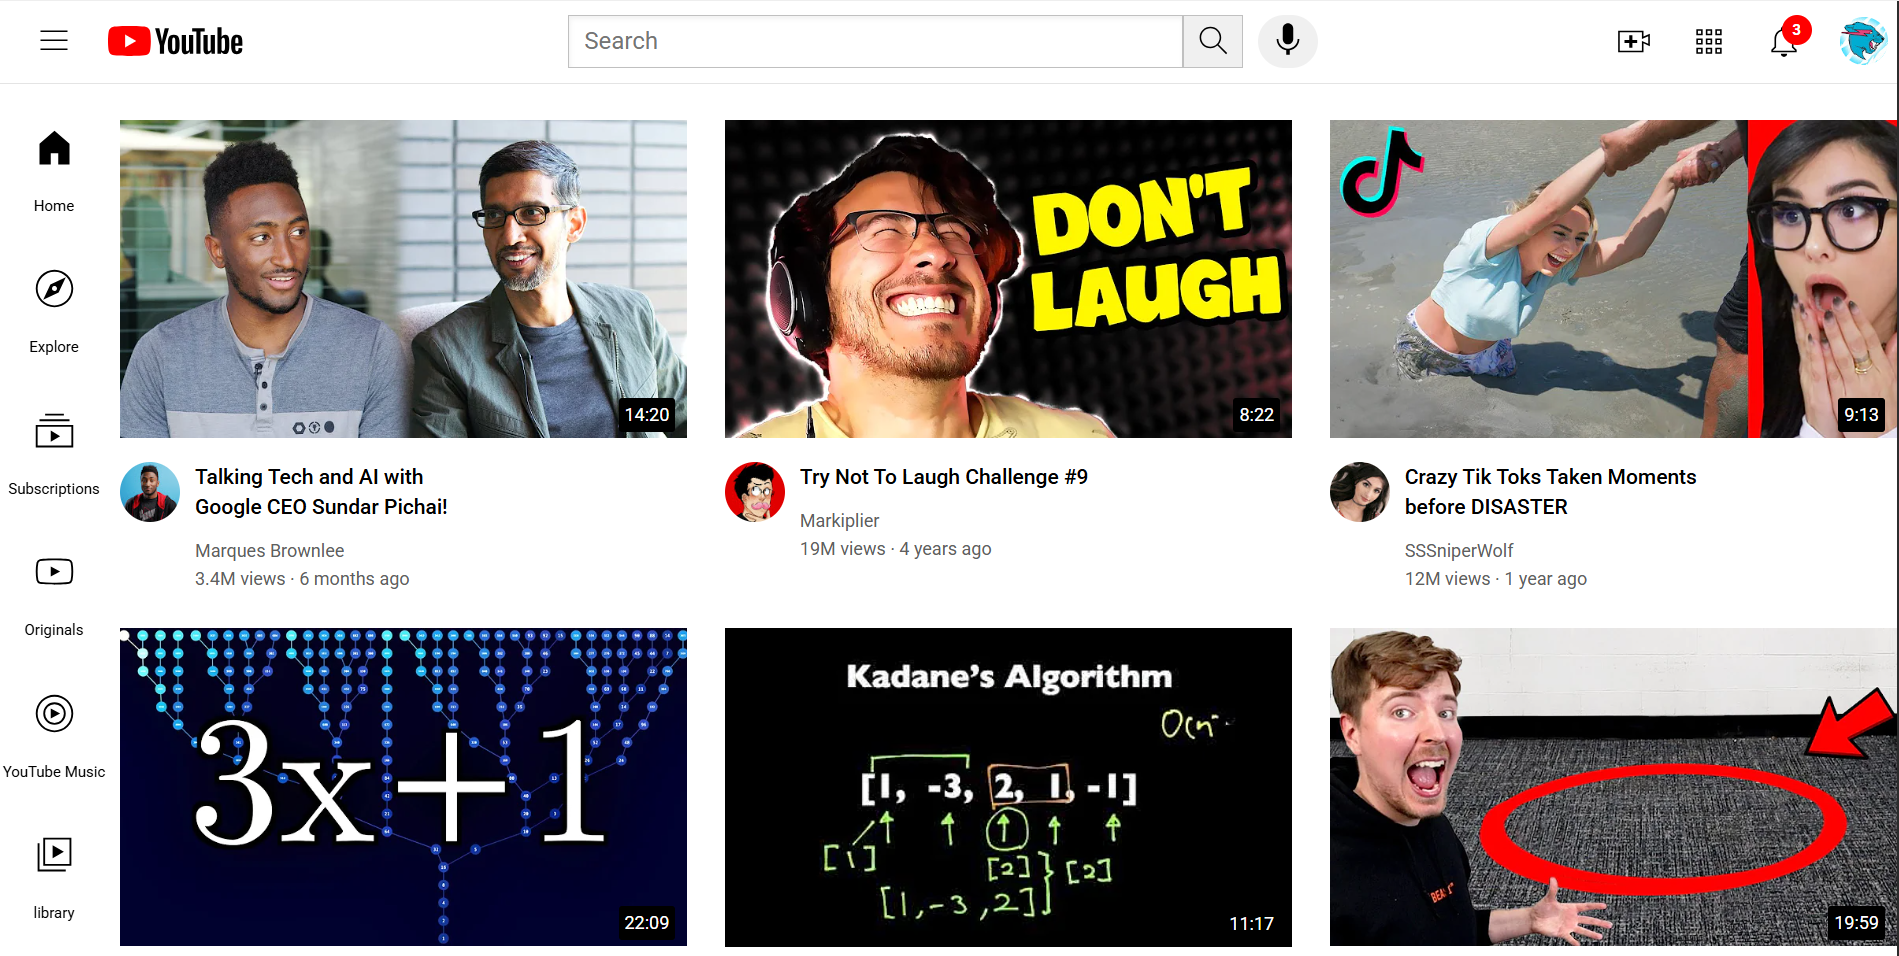 YouTube
Search
3
Home
Explore
Subscriptions
Originals
YouTube Music
library
14:20
Talking Tech and AI with
Google CEO Sundar Pichai!
Marques Brownlee
3.4M views · 6 months ago
DON'T
LAUGH
8:22
Try Not To Laugh Challenge #9
Markiplier
19M views · 4 years ago
9:13
Crazy Tik Toks Taken Moments
before DISASTER
SSSniperWolf
12M views · 1 year ago
3x+1
22:09
Kadane's Algorithm
[1, -3, 2, 1, -1]
[1]
[2]
[2]
[1,-3,2]
11:17
19:59